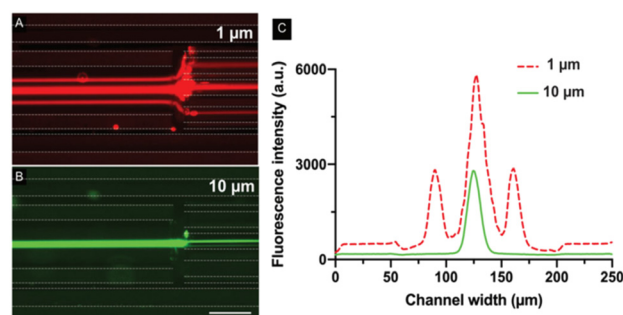 A
1 µm
B
10 µm
C
1 µm
10 µm
Fluorescence intensity (a.u.)
6000
3000
0
0 50 100 150 200 250
Channel width (µm)